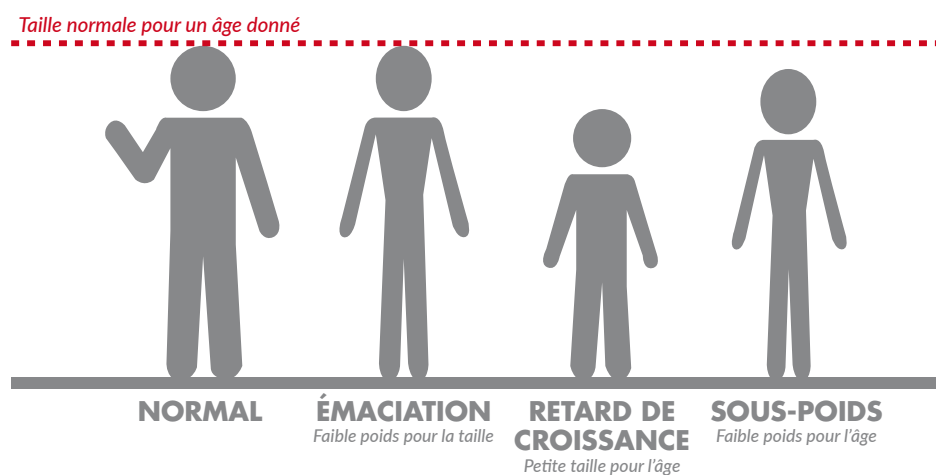 Taille normale pour un âge donné
NORMAL
ÉMACIATION
Faible poids pour la taille
RETARD DE
CROISSANCE
Petite taille pour l’âge
SOUS-POIDS
Faible poids pour l’âge